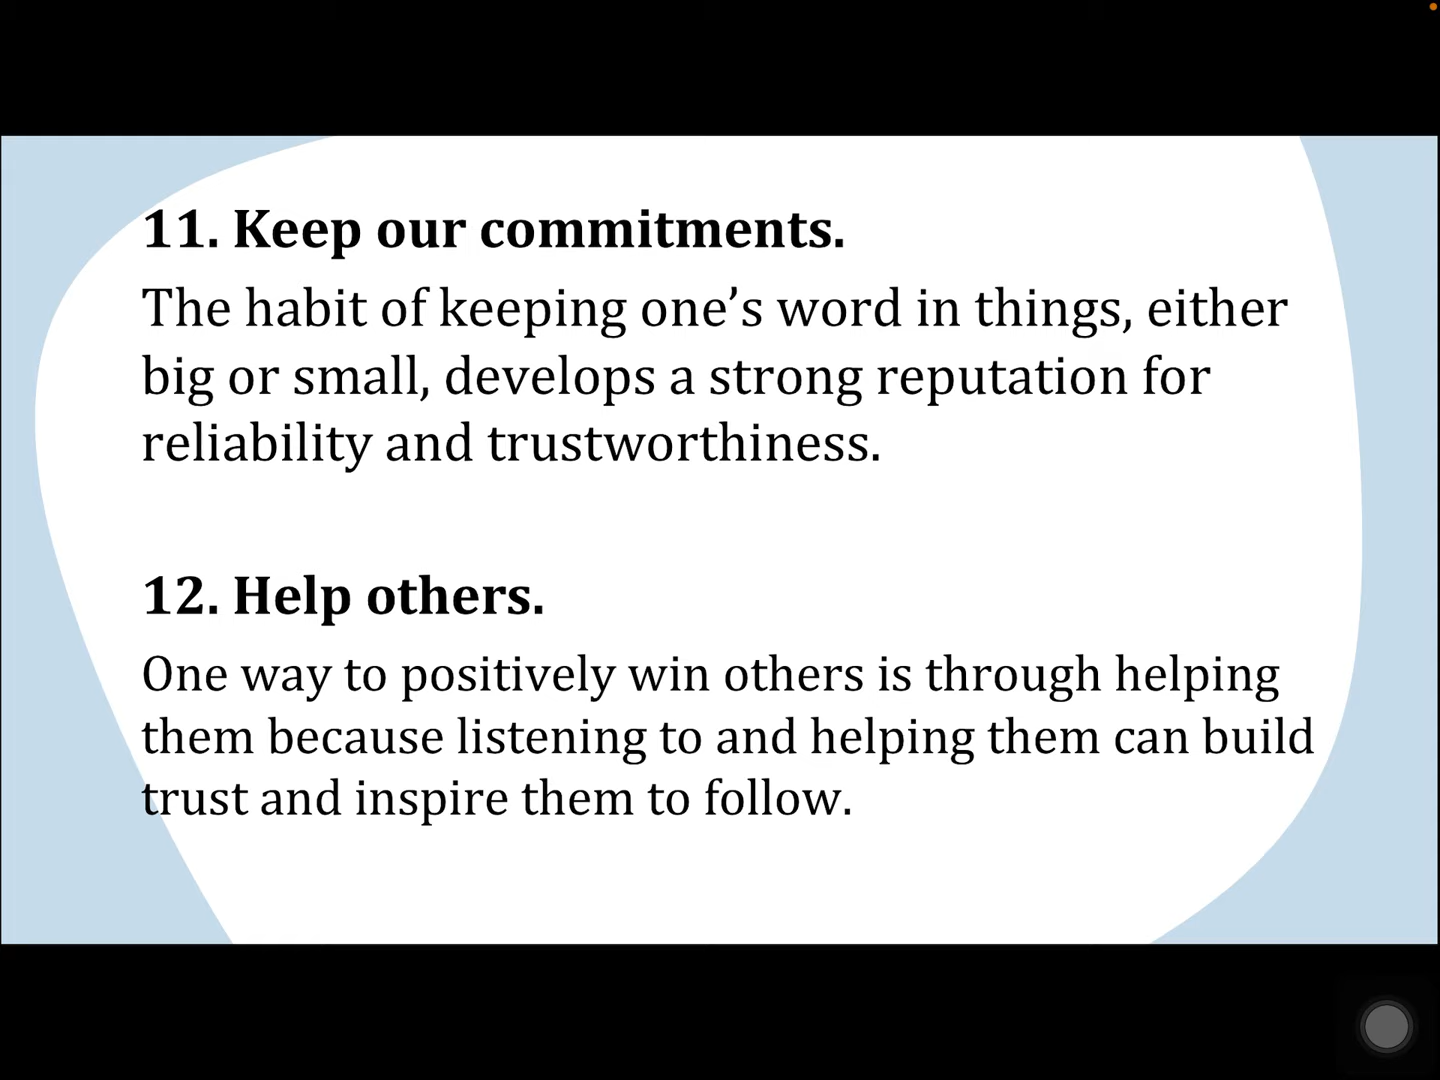 11. Keep our commitments.
The habit of keeping one’s word in things, either
big or small, develops a strong reputation for
reliability and trustworthiness.
12. Help others.
One way to positively win others is through helping
them because listening to and helping them can build
trust and inspire them to follow.